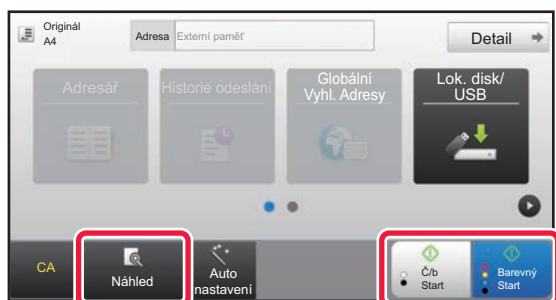 Originál
A4
Adresa
Externí paměť
Detail
Adresář
Historie odeslání
Globální
Vyhl. Adresy
Lok. disk/
USB
CA
Náhled
Auto
nastavení
Č/b
Start
Barevný
Start